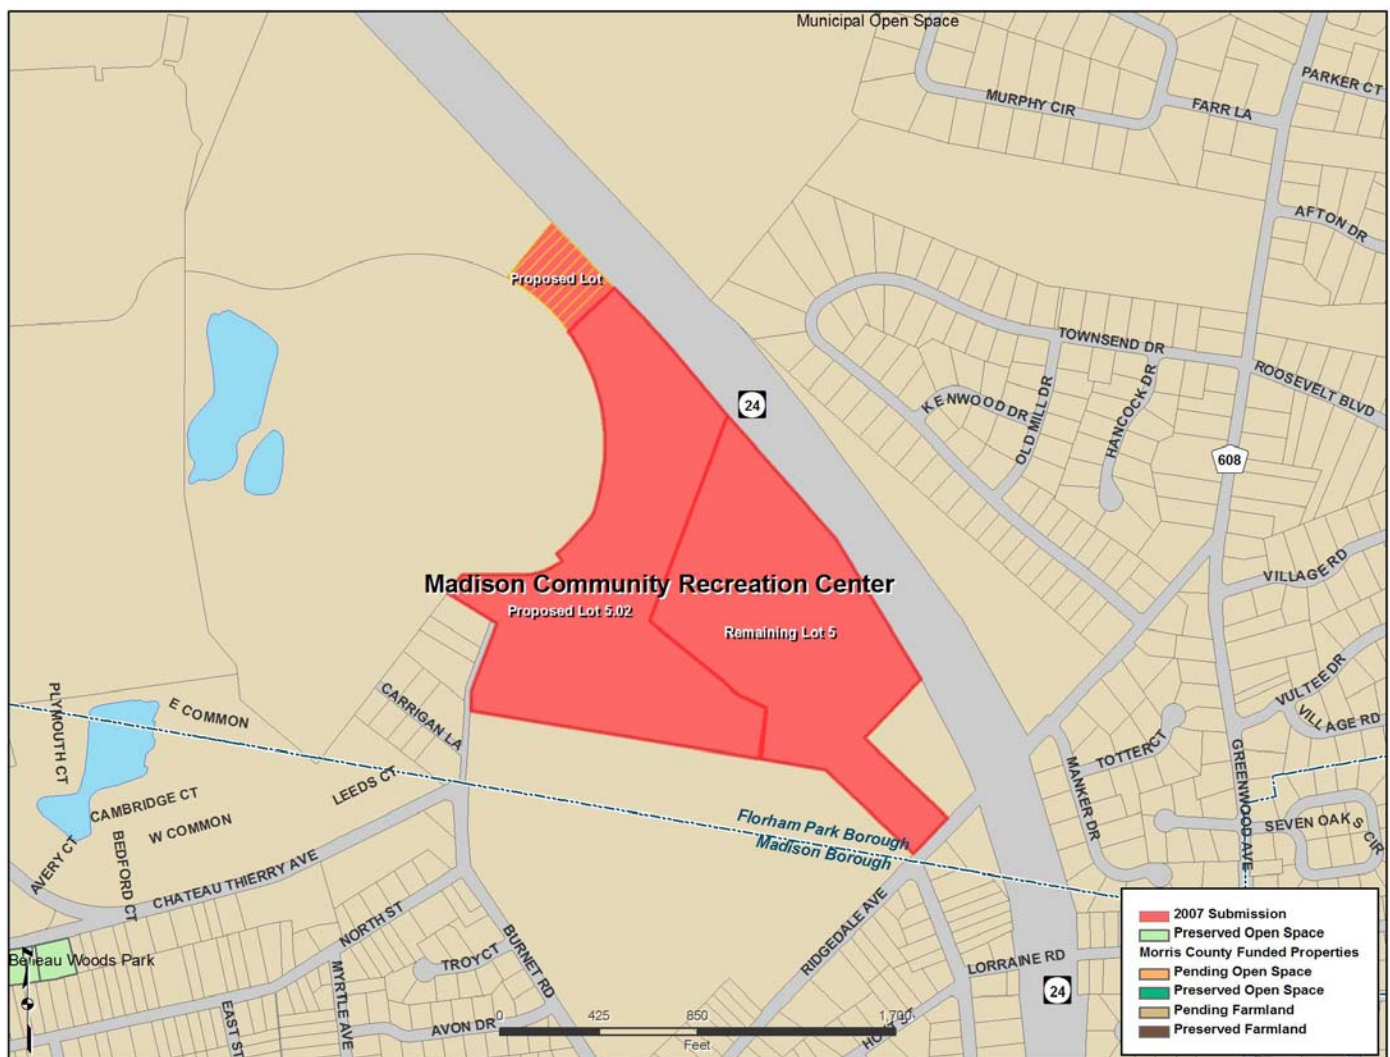 Municipal Open Space
PARKER CT
MURPHY CIR
FARR LA
AFTON DR
Proposed Lot
TOWNSEND DR
ROOSEVELT BLVD
24
KENWOOD DR
OLD MILL DR
HANCOCK DR
608
Madison Community Recreation Center
Proposed Lot 5.02
Remaining Lot 5
VILLAGE RD
VULTEE DR
VILLAGE RD
PLYMOUTH CT
E COMMON
CARRIGAN LA
TOTTER CT
MANKER DR
GREENWOOD AVE
LEEDS CT
CAMBRIDGE CT
W COMMON
SEVEN OAKS CIR
Florham Park Borough
Madison Borough
AVERY CT
BEDFORD CT
CHATEAU THIERRY AVE
NORTH ST
RIDGEDALE AVE
BURNET RD
TROY CT
LORRAINE RD
Belleau Woods Park
MYRTLE AVE
EAST ST
AVON DR
24
0 425 850 1,700
Feet
2007 Submission
Preserved Open Space
Morris County Funded Properties
Pending Open Space
Preserved Open Space
Pending Farmland
Preserved Farmland